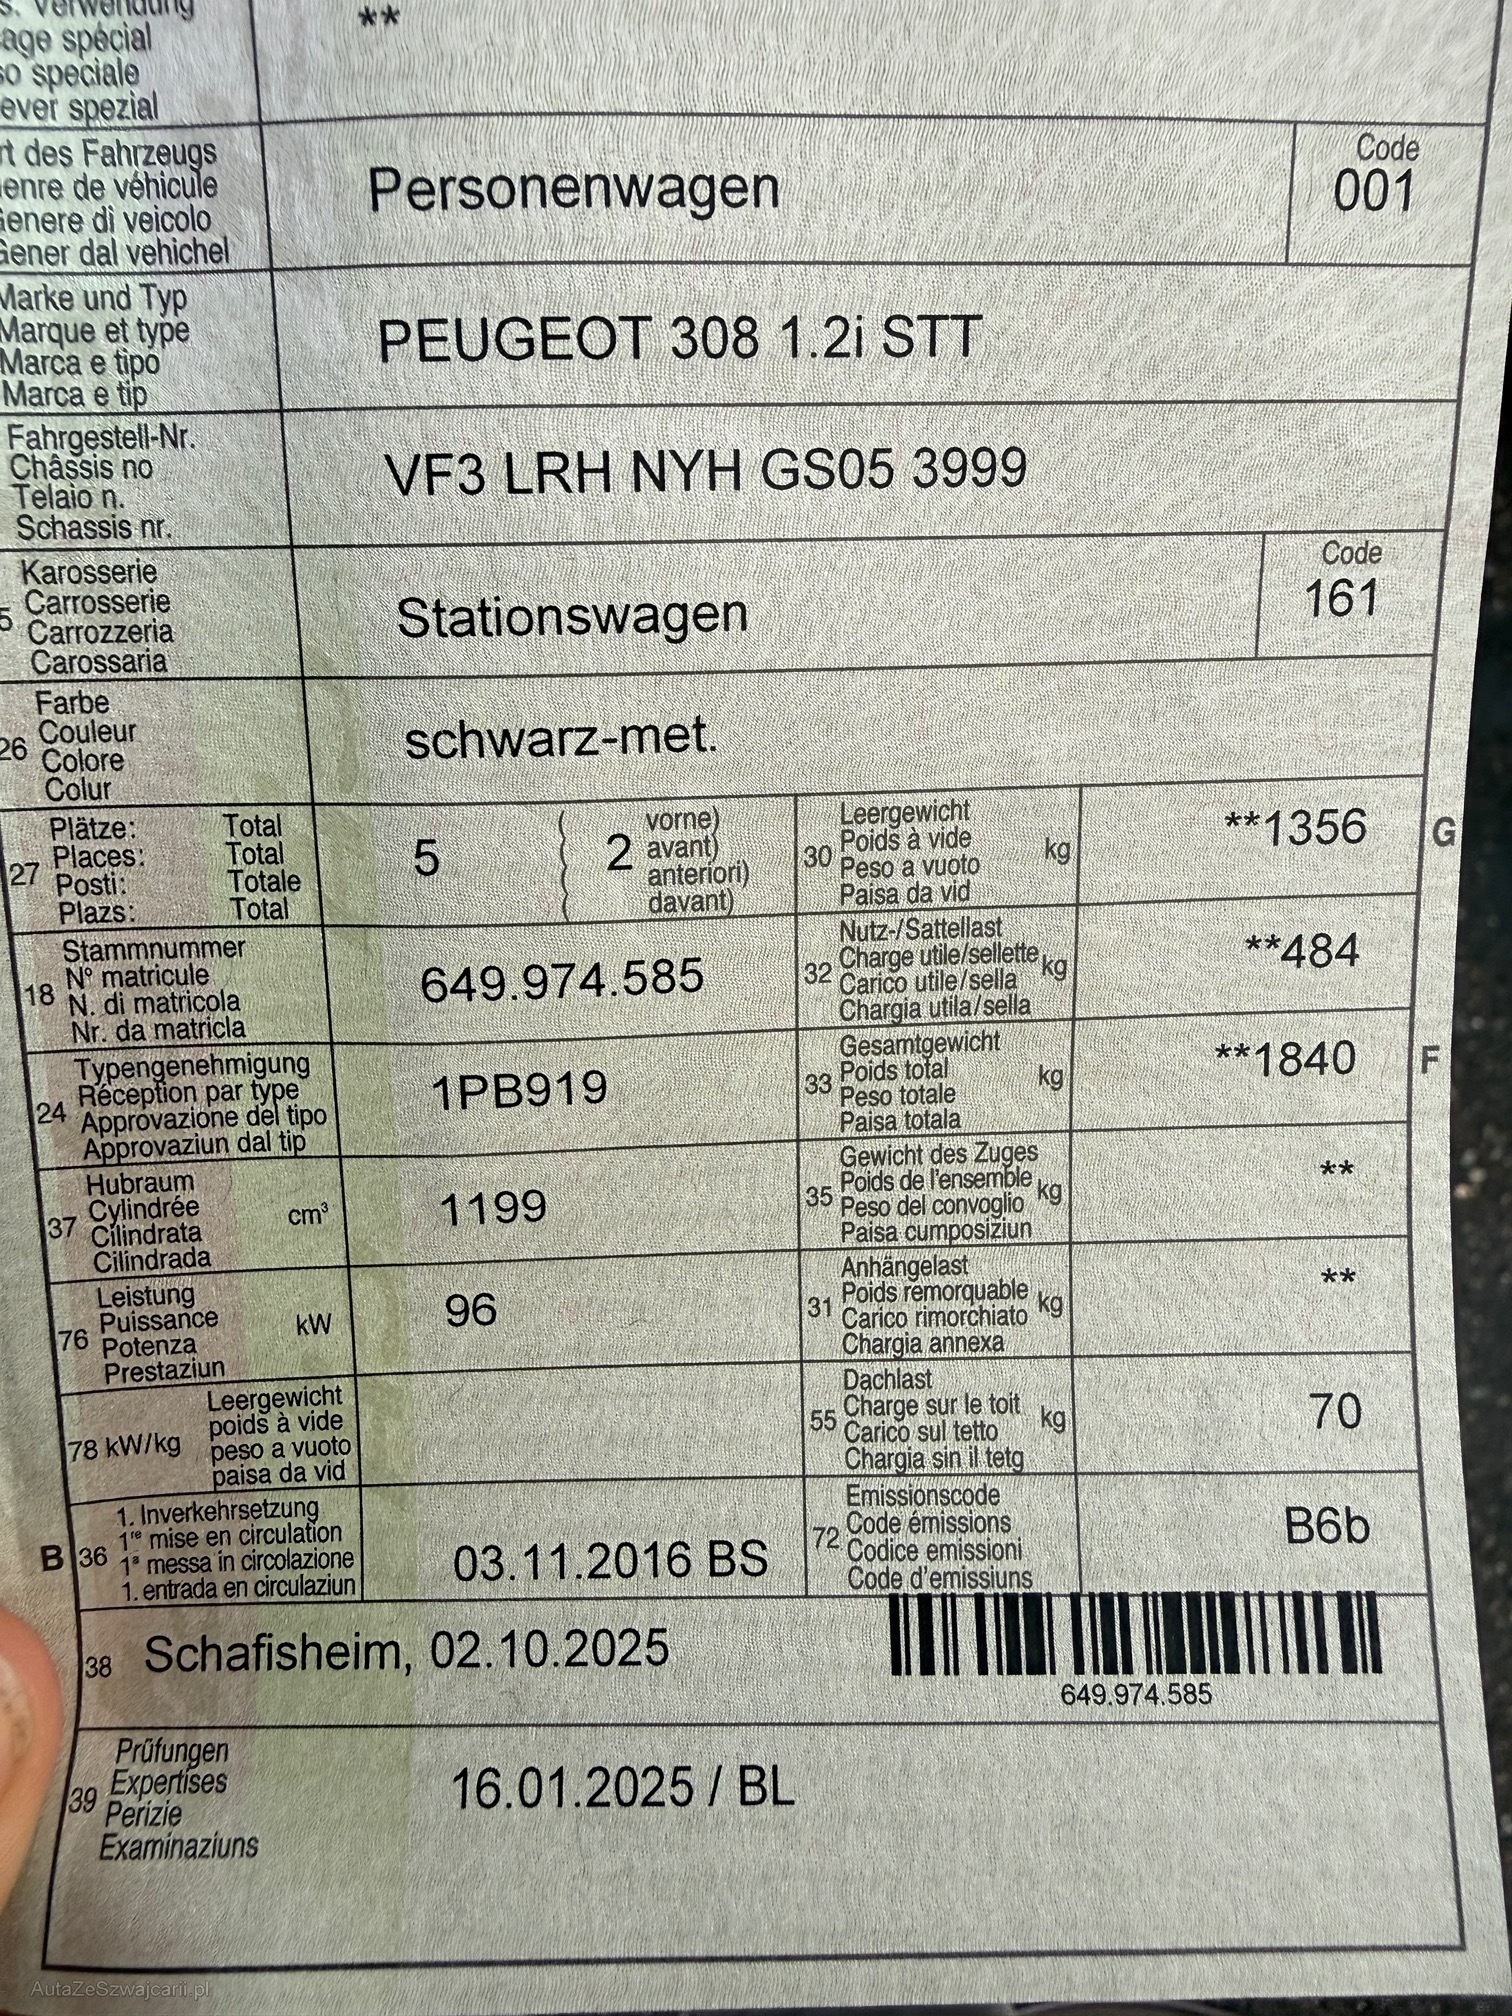 s. Verwendung
age spécial
so speciale
ever spezial
**
rt des Fahrzeugs
enre de véhicule
Genere di veicolo
Gener dal vehichel
Personenwagen
Code
001
Marke und Typ
Marque et type
Marca e tipo
Marca e tip
PEUGEOT 308 1.2i STT
Fahrgestell-Nr.
Châssis no
Telaio n.
Schassis nr.
VF3 LRH NYH GS05 3999
5
Karosserie
Carrosserie
Carrozzeria
Carossaria
Stationswagen
Code
161
26
Farbe
Couleur
Colore
Colur
schwarz-met.
27
Plätze: Total
Places: Total
Posti: Totale
Plazs: Total
5
2
vorne)
avant)
anteriori)
davant)
30
Leergewicht
Poids à vide
Peso a vuoto
Paisa da vid
kg
**1356
G
18
Stammnummer
N° matricule
N. di matricola
Nr. da matricla
649.974.585
32
Nutz-/Sattellast
Charge utile/sellette
Carico utile/sella
Chargia utila/sella
kg
**484
24
Typengenehmigung
Réception par type
Approvazione del tipo
Approvaziun dal tip
1PB919
33
Gesamtgewicht
Poids total
Peso totale
Paisa totala
kg
**1840
F
37
Hubraum
Cylindrée
Cilindrata
Cilindrada
cm³
1199
35
Gewicht des Zuges
Poids de l'ensemble
Peso del convoglio
Paisa cumposiziun
kg
**
76
Leistung
Puissance
Potenza
Prestaziun
kW
96
31
Anhängelast
Poids remorquable
Carico rimorchiato
Chargia annexa
kg
**
78 kW/kg
Leergewicht
poids à vide
peso a vuoto
paisa da vid
55
Dachlast
Charge sur le toit
Carico sul tetto
Chargia sin il tetg
kg
70
B
36
1. Inverkehrsetzung
1re mise en circulation
1a messa in circolazione
1. entrada en circulaziun
03.11.2016 BS
72
Emissionscode
Code émissions
Codice emissioni
Code d'emissiuns
B6b
38
Schafisheim, 02.10.2025
649.974.585
39
Prüfungen
Expertises
Perizie
Examinaziuns
16.01.2025 / BL
AutaZeSzwajcarii.pl